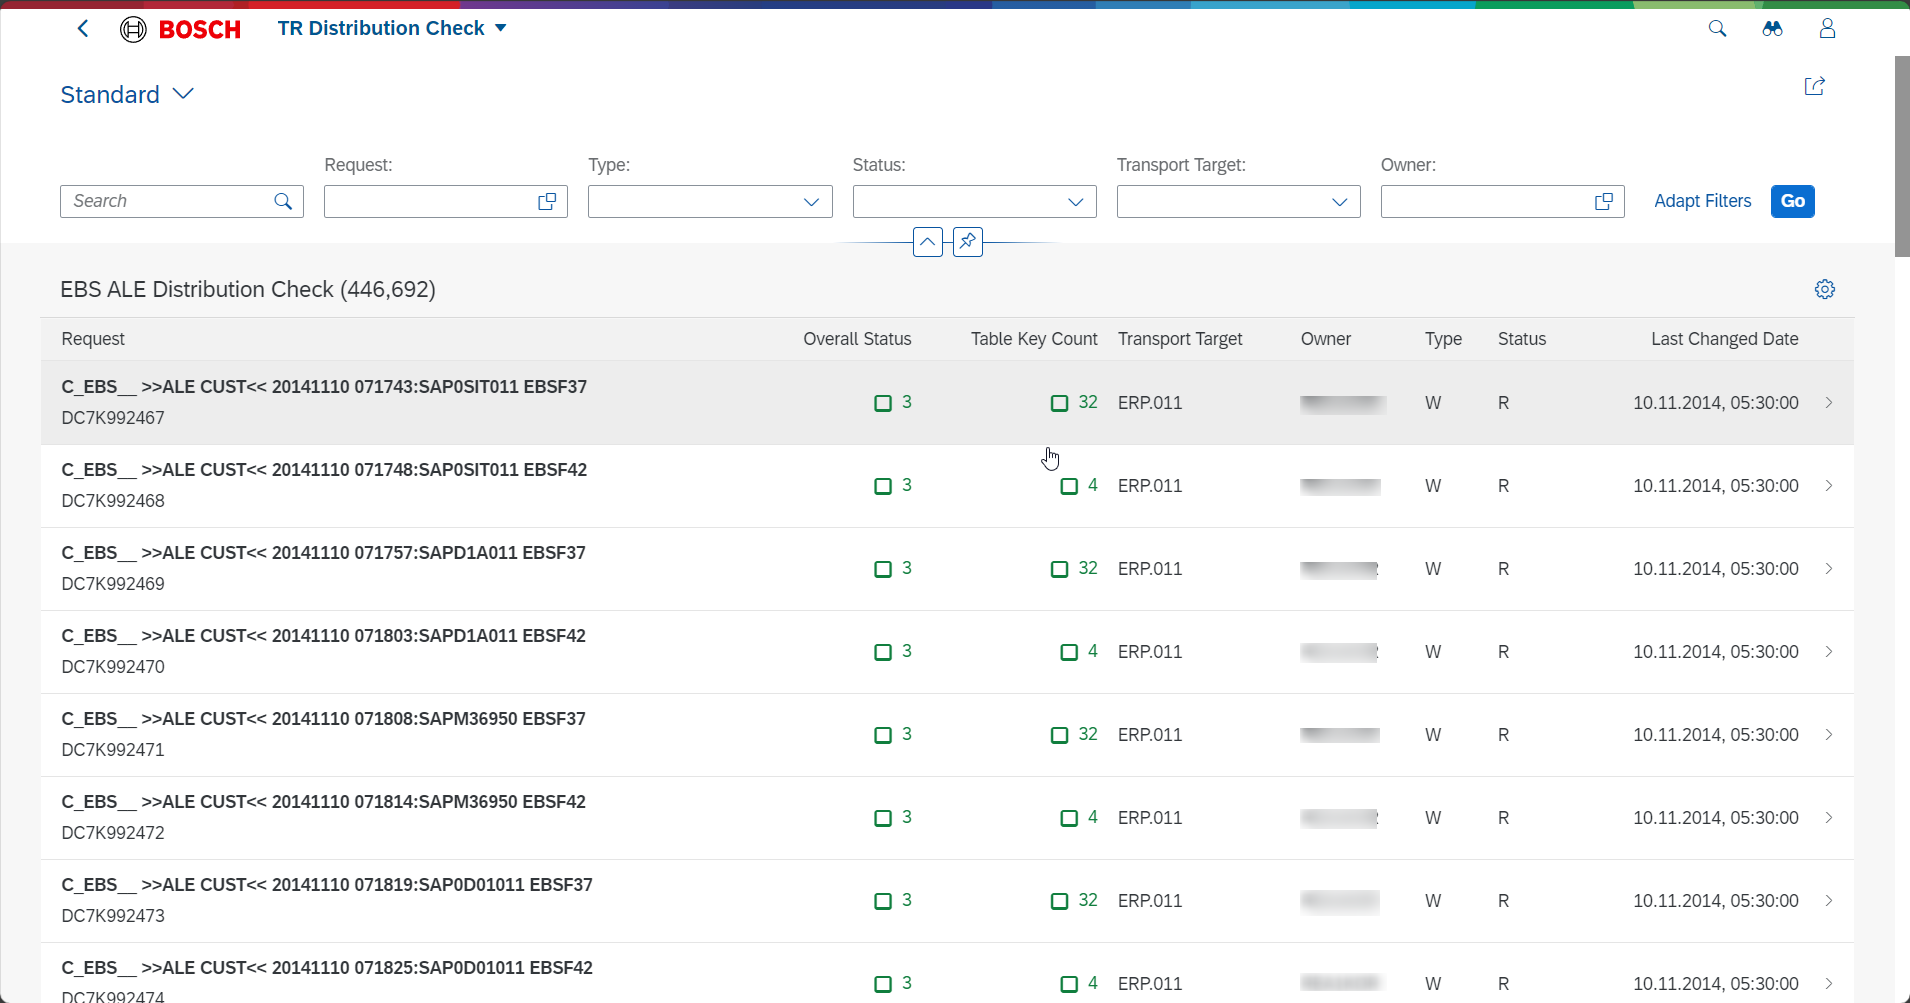 BOSCH TR Distribution Check
Standard
Request: Type: Status: Transport Target: Owner:
Search Adapt Filters Go
EBS ALE Distribution Check (446,692)
Request Overall Status Table Key Count Transport Target Owner Type Status Last Changed Date
C_EBS__ >>ALE CUST<< 20141110 071743:SAP0SIT011 EBSF37
3 32 ERP.011 W R 10.11.2014, 05:30:00
DC7K992467
C_EBS__ >>ALE CUST<< 20141110 071748:SAP0SIT011 EBSF42
3 4 ERP.011 W R 10.11.2014, 05:30:00
DC7K992468
C_EBS__ >>ALE CUST<< 20141110 071757:SAPD1A011 EBSF37
3 32 ERP.011 W R 10.11.2014, 05:30:00
DC7K992469
C_EBS__ >>ALE CUST<< 20141110 071803:SAPD1A011 EBSF42
3 4 ERP.011 W R 10.11.2014, 05:30:00
DC7K992470
C_EBS__ >>ALE CUST<< 20141110 071808:SAPM36950 EBSF37
3 32 ERP.011 W R 10.11.2014, 05:30:00
DC7K992471
C_EBS__ >>ALE CUST<< 20141110 071814:SAPM36950 EBSF42
3 4 ERP.011 W R 10.11.2014, 05:30:00
DC7K992472
C_EBS__ >>ALE CUST<< 20141110 071819:SAP0D01011 EBSF37
3 32 ERP.011 W R 10.11.2014, 05:30:00
DC7K992473
C_EBS__ >>ALE CUST<< 20141110 071825:SAP0D01011 EBSF42
3 4 ERP.011 W R 10.11.2014, 05:30:00
DC7K992474